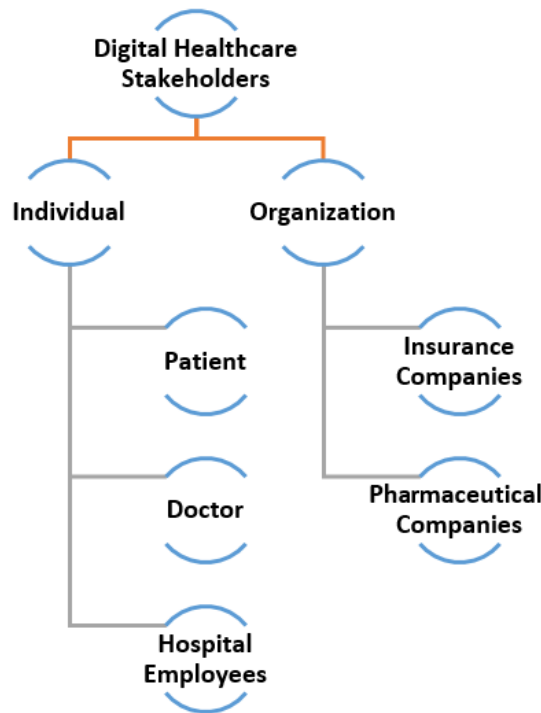 Digital Healthcare
Stakeholders
Individual
Organization
Patient
Doctor
Hospital
Employees
Insurance
Companies
Pharmaceutical
Companies